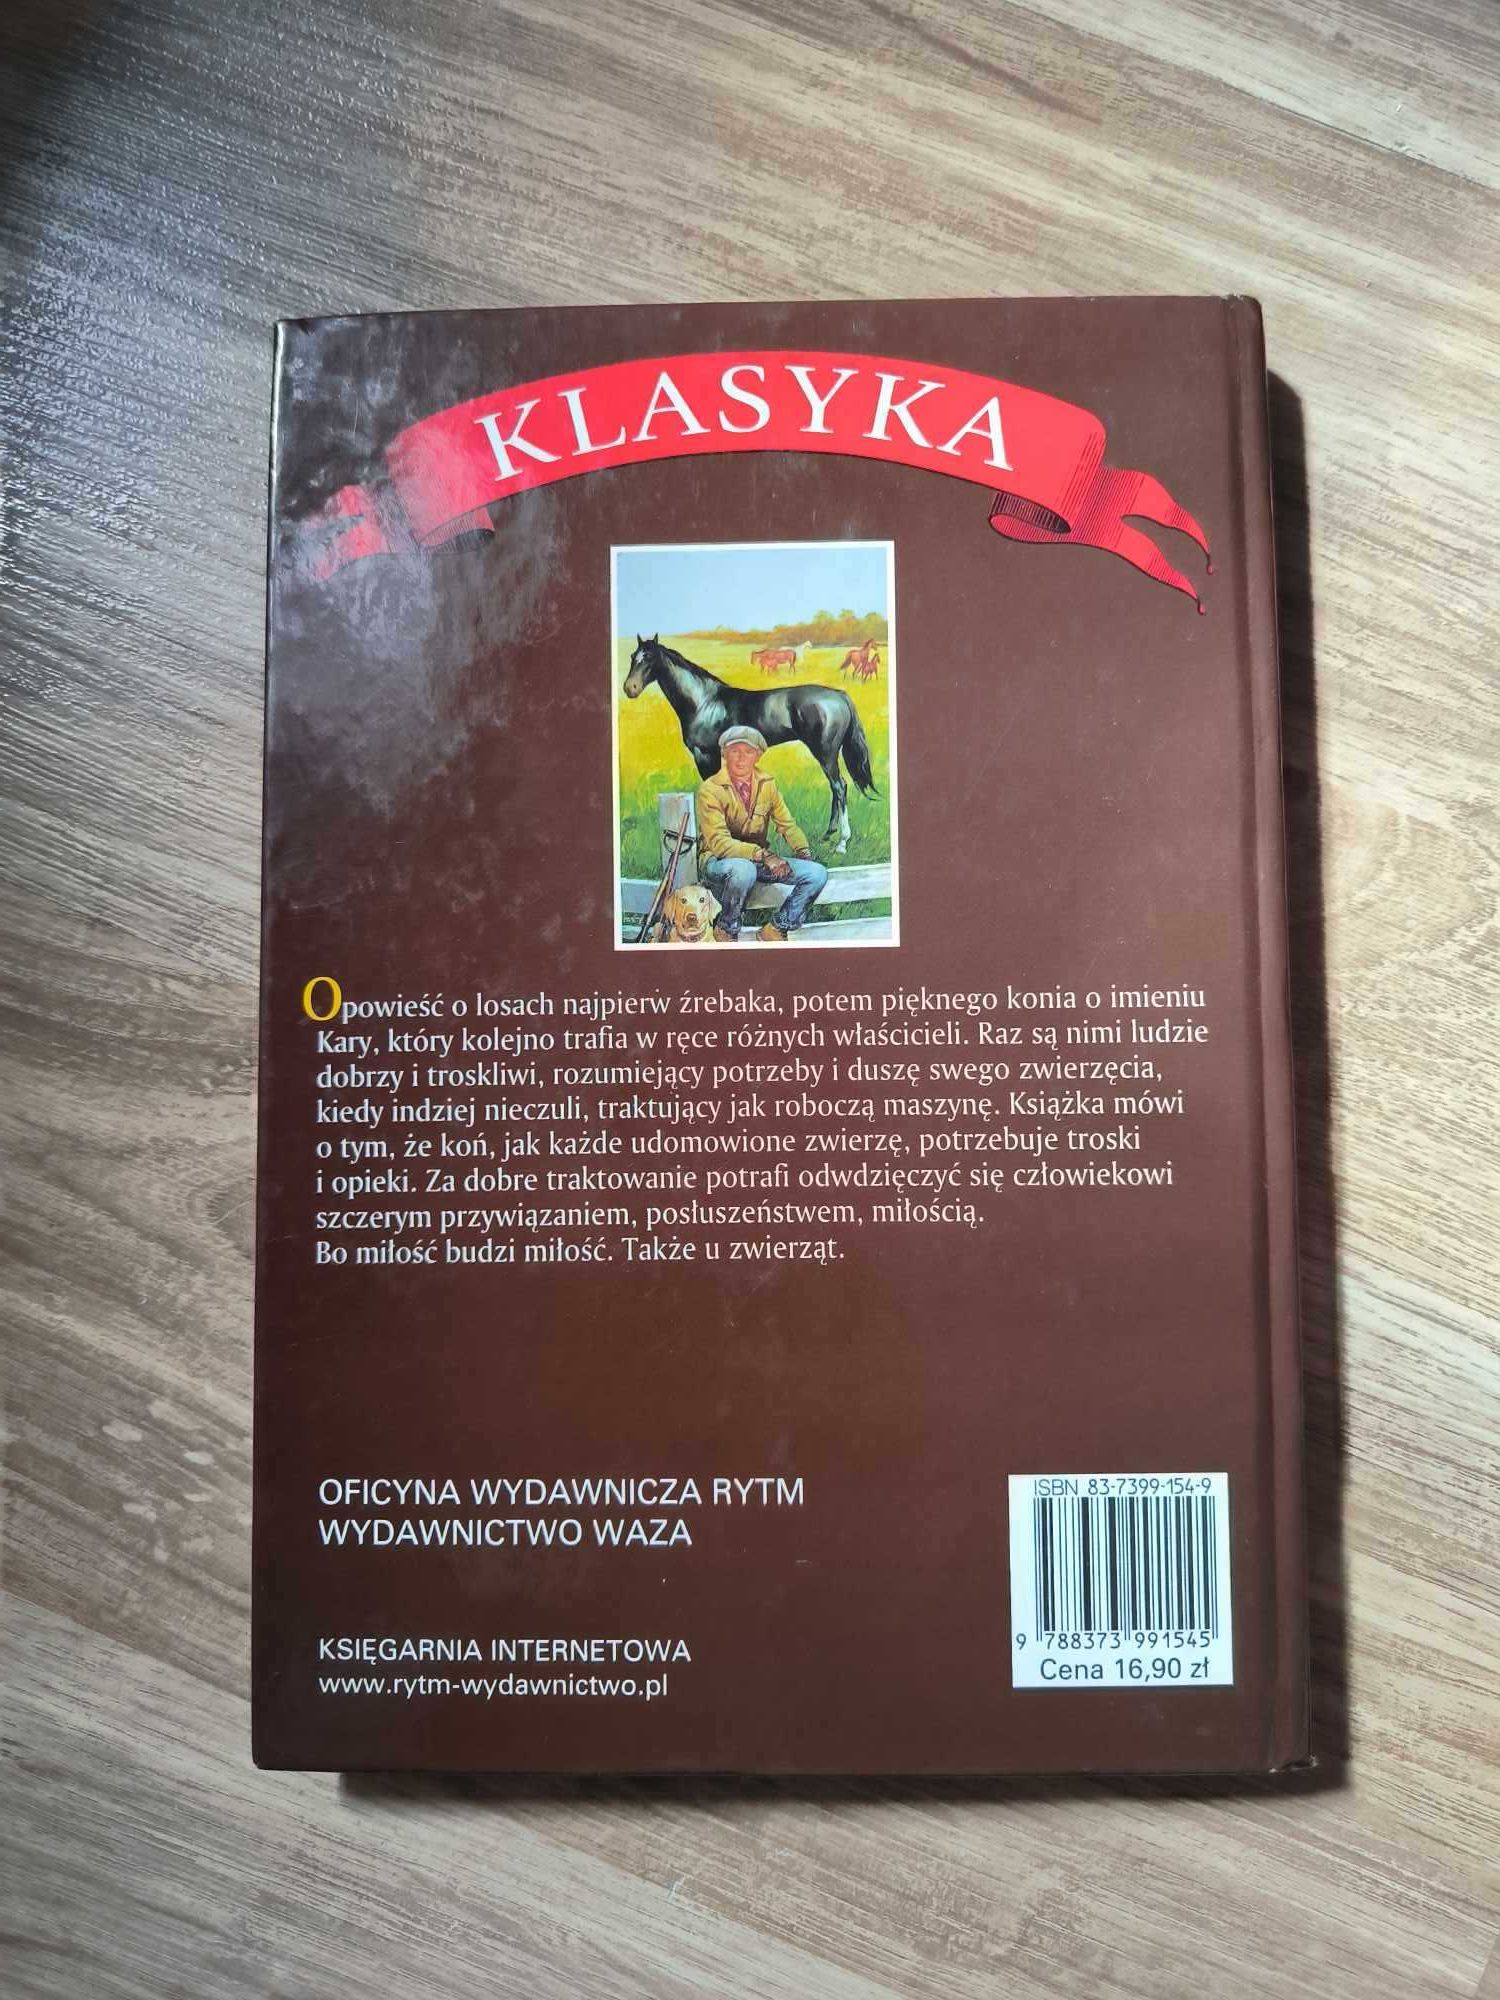 KLASYKA
Opowieść o losach najpierw źrebaka, potem pięknego konia o imieniu
Kary, który kolejno trafia w ręce różnych właścicieli. Raz są nimi ludzie
dobrzy i troskliwi, rozumiejący potrzeby i duszę swego zwierzęcia,
kiedy indziej nieczuli, traktujący jak roboczą maszynę. Książka mówi
o tym, że koń, jak każde udomowione zwierzę, potrzebuje troski
i opieki. Za dobre traktowanie potrafi odwdzięczyć się człowiekowi
szczerym przywiązaniem, posłuszeństwem, miłością.
Bo miłość budzi miłość. Także u zwierząt.
OFICYNA WYDAWNICZA RYTM
WYDAWNICTWO WAZA
KSIĘGARNIA INTERNETOWA
www.rytm-wydawnictwo.pl
ISBN 83-7399-154-9
9 788373 991545
Cena 16,90 zł